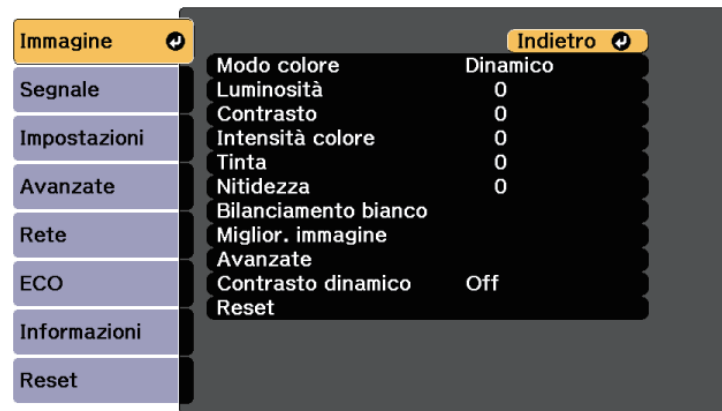 Immagine
Segnale
Impostazioni
Avanzate
Rete
ECO
Informazioni
Reset
Indietro
Modo colore Dinamico
Luminosità 0
Contrasto 0
Intensità colore 0
Tinta 0
Nitidezza 0
Bilanciamento bianco
Miglior. immagine
Avanzate
Contrasto dinamico Off
Reset